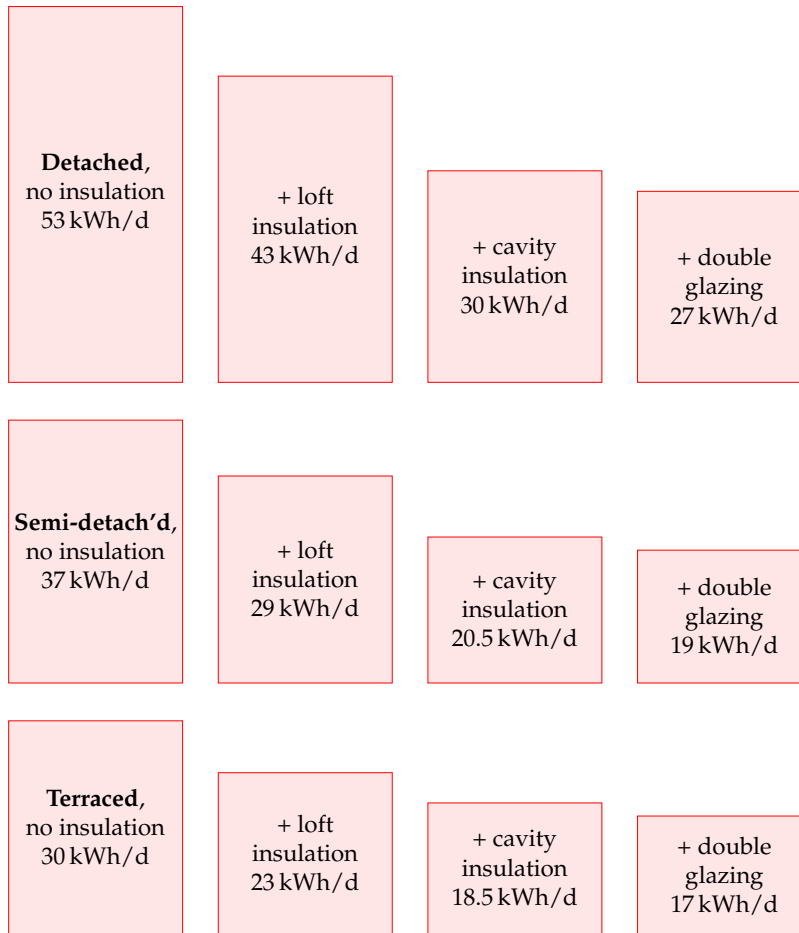 Detached,
no insulation
53 kWh/d
+ loft
insulation
43 kWh/d
+ cavity
insulation
30 kWh/d
+ double
glazing
27 kWh/d
Semi-detach'd,
no insulation
37 kWh/d
+ loft
insulation
29 kWh/d
+ cavity
insulation
20.5 kWh/d
+ double
glazing
19 kWh/d
Terraced,
no insulation
30 kWh/d
+ loft
insulation
23 kWh/d
+ cavity
insulation
18.5 kWh/d
+ double
glazing
17 kWh/d